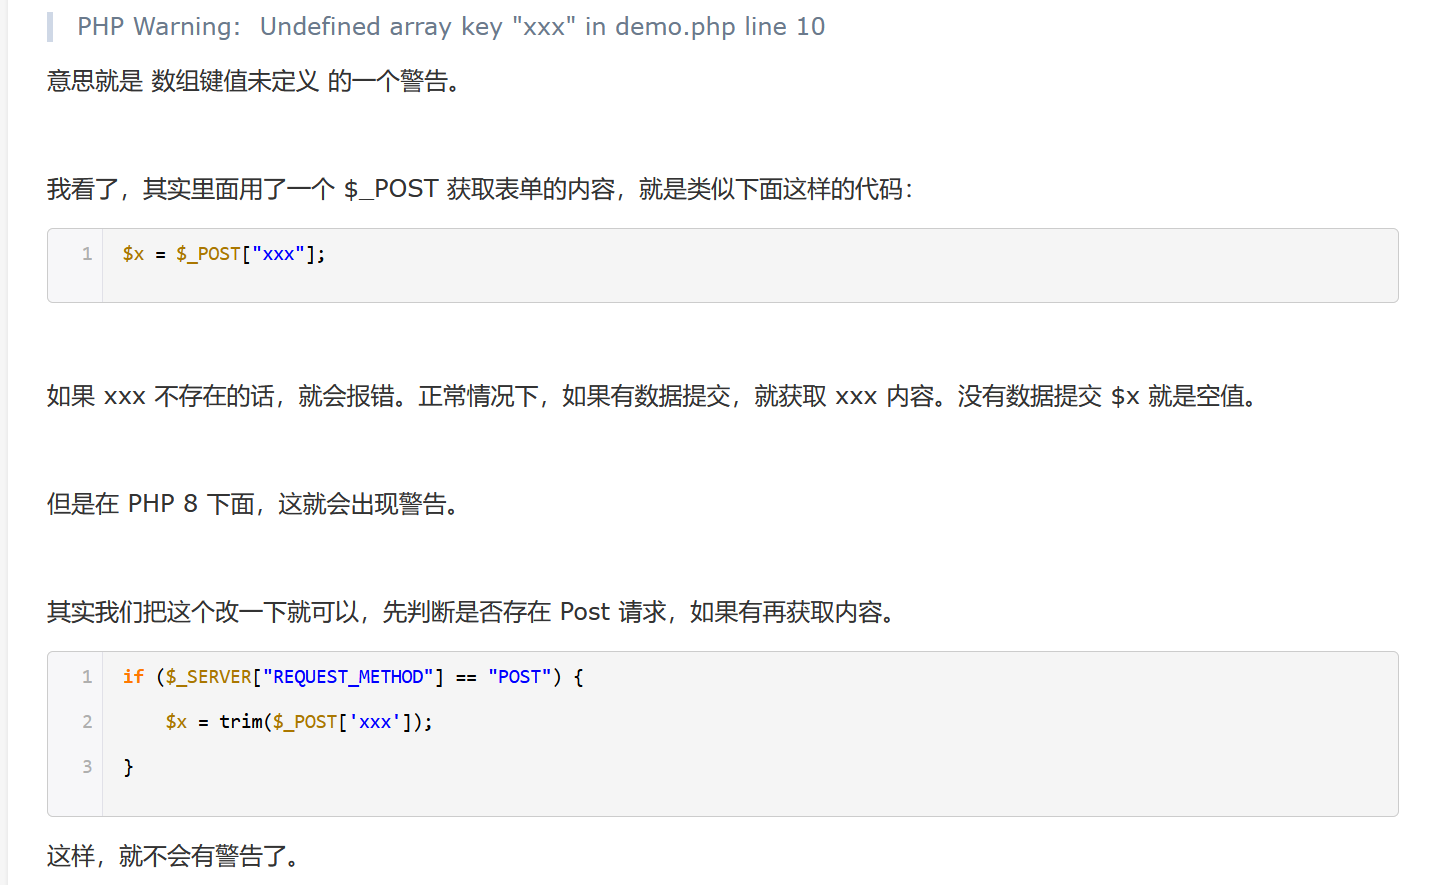 PHP Warning:  Undefined array key "xxx" in demo.php line 10
意思就是 数组键值未定义 的一个警告。
我看了，其实里面用了一个 $_POST 获取表单的内容，就是类似下面这样的代码：
1 $x = $_POST["xxx"];
如果 xxx 不存在的话，就会报错。正常情况下，如果有数据提交，就获取 xxx 内容。没有数据提交 $x 就是空值。
但是在 PHP 8 下面，这就会出现警告。
其实我们把这个改一下就可以，先判断是否存在 Post 请求，如果有再获取内容。
1 if ($_SERVER["REQUEST_METHOD"] == "POST") {
2     $x = trim($_POST['xxx']);
3 }
这样，就不会有警告了。